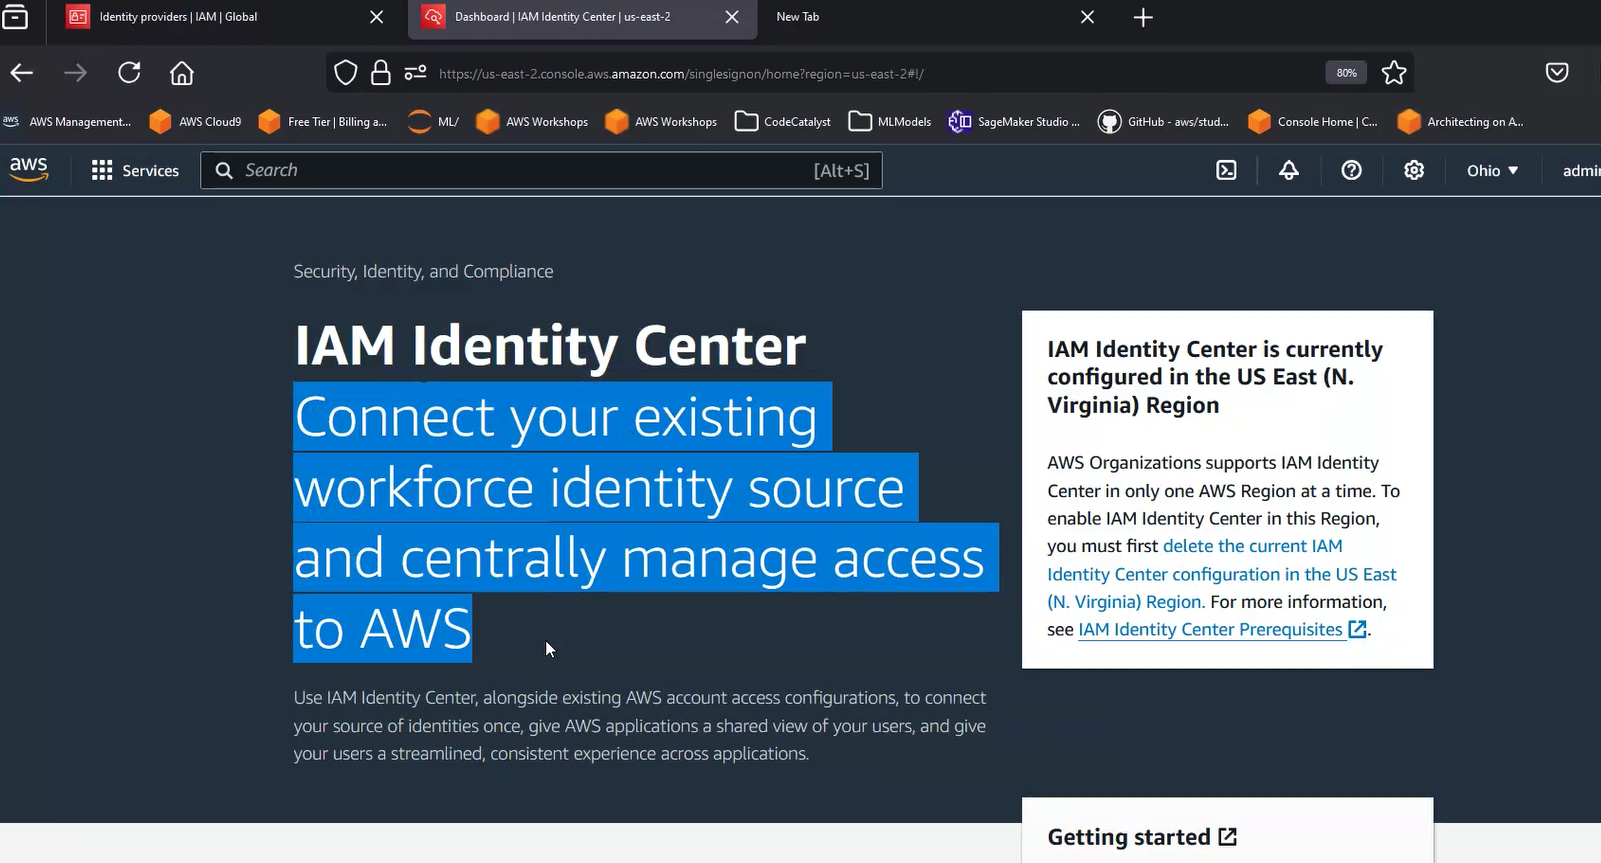 Identity providers | IAM | Global
Dashboard | IAM Identity Center | us-east-2
New Tab
https://us-east-2.console.aws.amazon.com/singlesignon/home?region=us-east-2#!/
80%
aws AWS Management...
AWS Cloud9
Free Tier | Billing a...
ML/
AWS Workshops
AWS Workshops
CodeCatalyst
MLModels
SageMaker Studio ...
GitHub - aws/stud...
Console Home | C...
Architecting on A...
aws
Services
Search
[Alt+S]
Ohio
admin
Security, Identity, and Compliance
IAM Identity Center
Connect your existing
workforce identity source
and centrally manage access
to AWS
Use IAM Identity Center, alongside existing AWS account access configurations, to connect
your source of identities once, give AWS applications a shared view of your users, and give
your users a streamlined, consistent experience across applications.
IAM Identity Center is currently
configured in the US East (N.
Virginia) Region
AWS Organizations supports IAM Identity
Center in only one AWS Region at a time. To
enable IAM Identity Center in this Region,
you must first delete the current IAM
Identity Center configuration in the US East
(N. Virginia) Region. For more information,
see IAM Identity Center Prerequisites.
Getting started